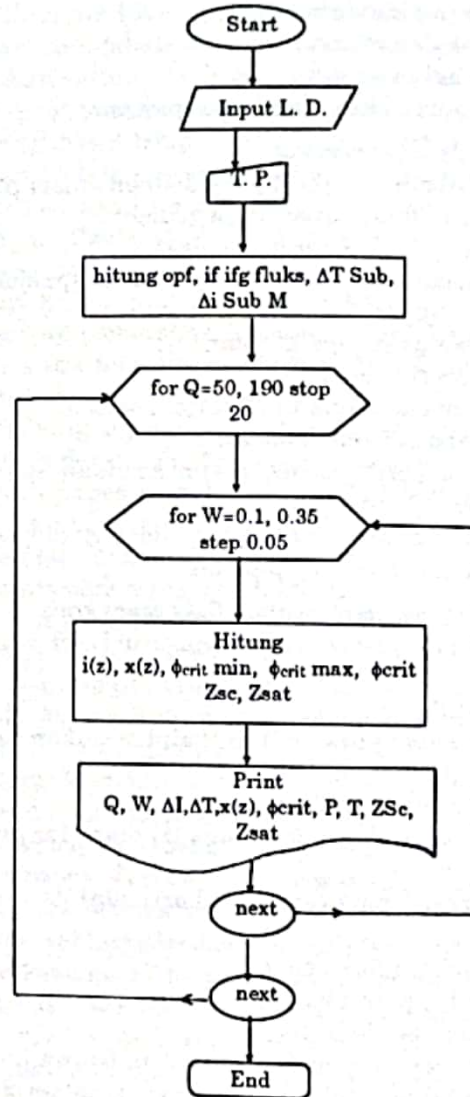 Start
Input L. D.
T. P.
hitung opf, if ifg fluks, ΔT Sub,
Δi Sub M
for Q=50, 190 stop
20
for W=0.1, 0.35
step 0.05
Hitung
i(z), x(z), ϕcrit min, ϕcrit max, ϕcrit
Zsc, Zsat
Print
Q, W, ΔI,ΔT,x(z), ϕcrit, P, T, ZSc,
Zsat
next
next
End